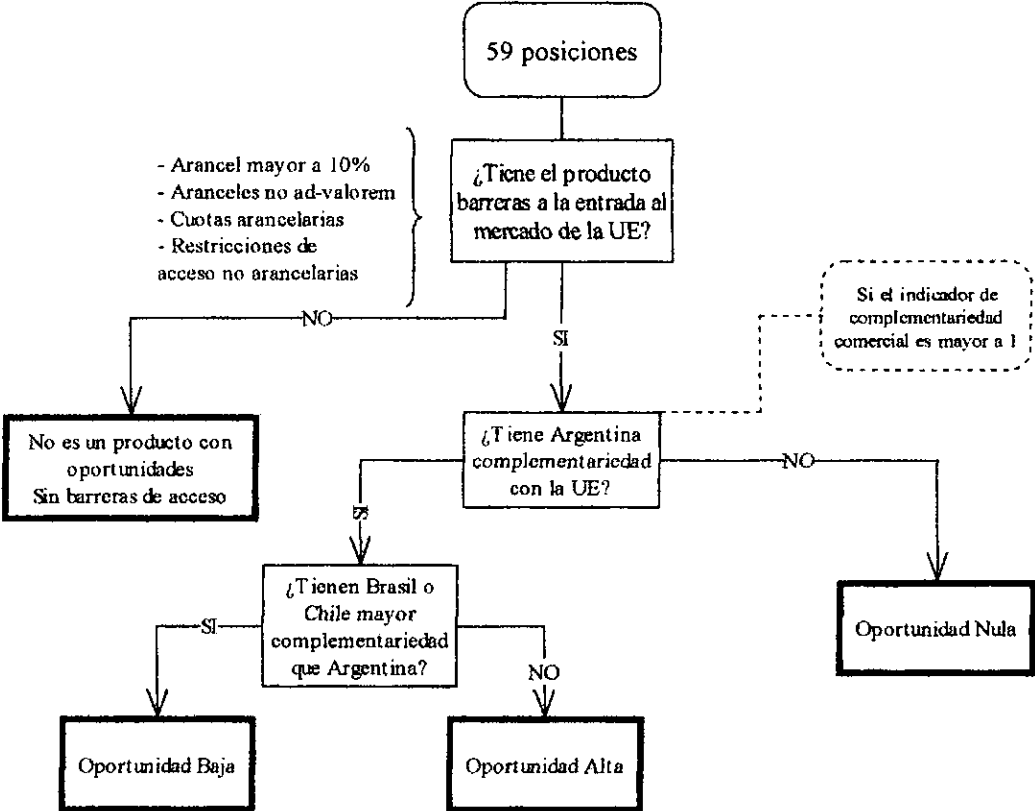 59 posiciones
- Arancel mayor a 10%
- Aranceles no ad-valorem
- Cuotas arancelarias
- Restricciones de
acceso no arancelarias
¿Tiene el producto
barreras a la entrada al
mercado de la UE?
Si el indicador de
complementariedad
comercial es mayor a 1
NO
SI
No es un producto con
oportunidades
Sin barreras de acceso
¿Tiene Argentina
complementariedad
con la UE?
NO
SI
¿Tienen Brasil o
Chile mayor
complementariedad
que Argentina?
Oportunidad Nula
SI
NO
Oportunidad Baja
Oportunidad Alta